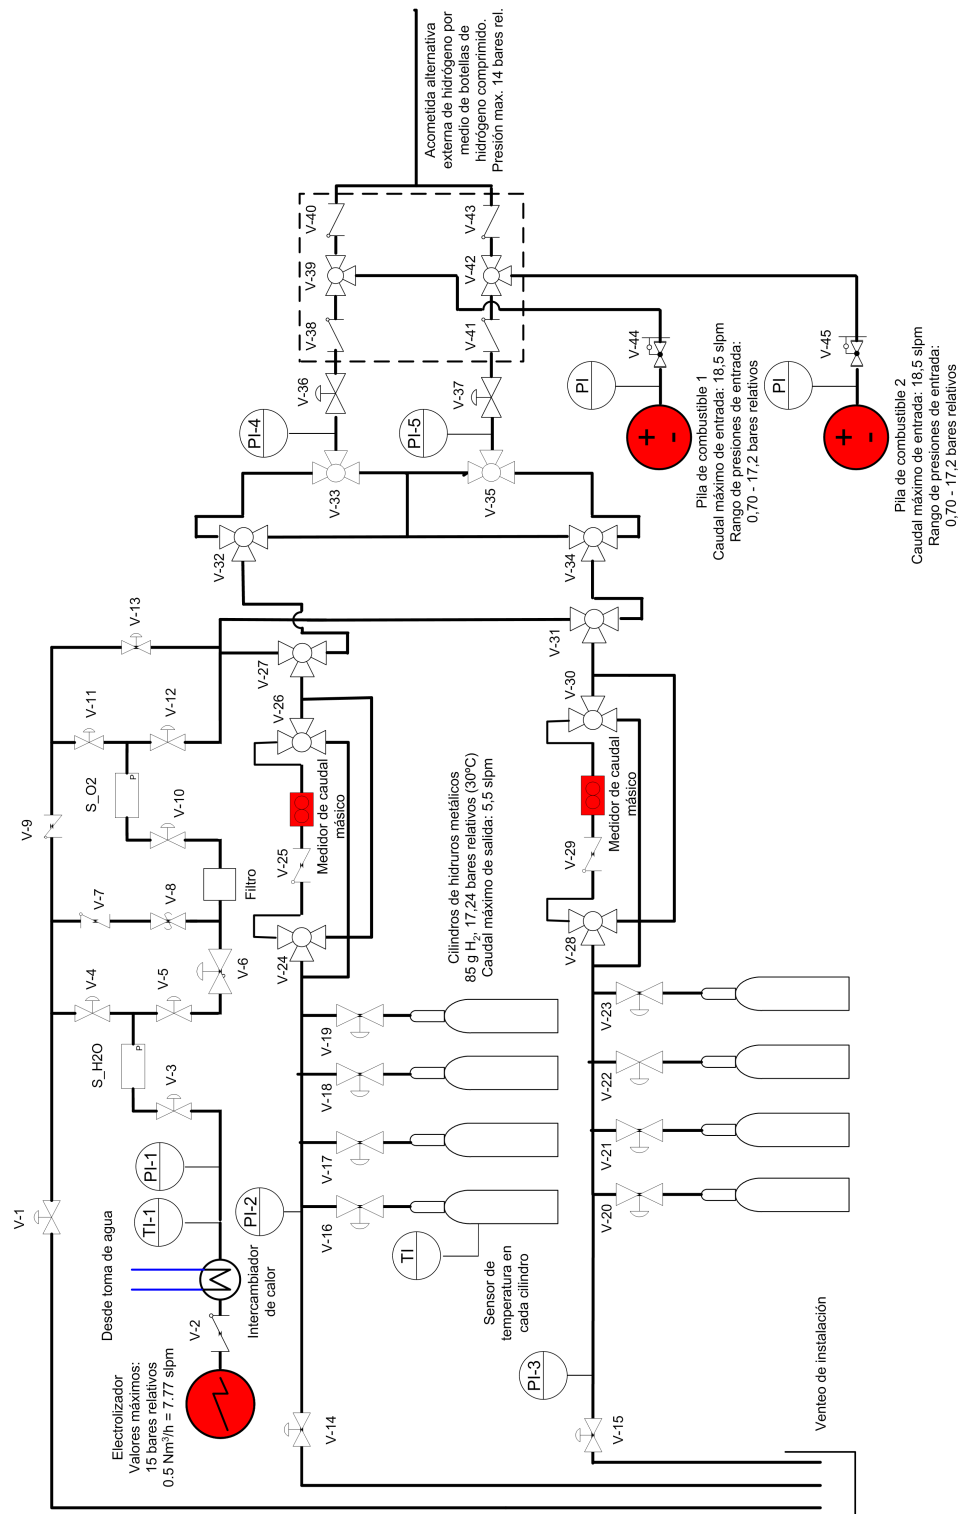 Acometida alternativa
externa de hidrógeno por
medio de botellas de
hidrógeno comprimido.
Presión max. 14 bares rel.
V-40
V-43
V-39
V-42
V-38
V-41
V-36
V-37
V-44
V-45
PI
PI
PI-4
PI-5
+
-
+
-
Pila de combustible 1
Caudal máximo de entrada: 18,5 slpm
Rango de presiones de entrada:
0,70 - 17,2 bares relativos
Pila de combustible 2
Caudal máximo de entrada: 18,5 slpm
Rango de presiones de entrada:
0,70 - 17,2 bares relativos
V-33
V-35
V-32
V-34
V-13
V-31
V-27
V-30
V-11
V-12
V-26
S_O2
P
V-10
V-9
Medidor de caudal
másico
Medidor de caudal
másico
V-25
V-29
Filtro
V-7
V-8
V-6
V-24
V-28
Cilindros de hidruros metálicos
85 g H2, 17,24 bares relativos (30ºC)
Caudal máximo de salida: 5,5 slpm
V-4
V-5
S_H2O
P
V-3
V-19
V-18
V-17
V-16
V-23
V-22
V-21
V-20
PI-1
TI-1
PI-2
TI
V-1
Desde toma de agua
Intercambiador
de calor
Sensor de
temperatura en
cada cilindro
V-2
Electrolizador
Valores máximos:
15 bares relativos
0.5 Nm³/h = 7.77 slpm
PI-3
V-14
V-15
Venteo de instalación